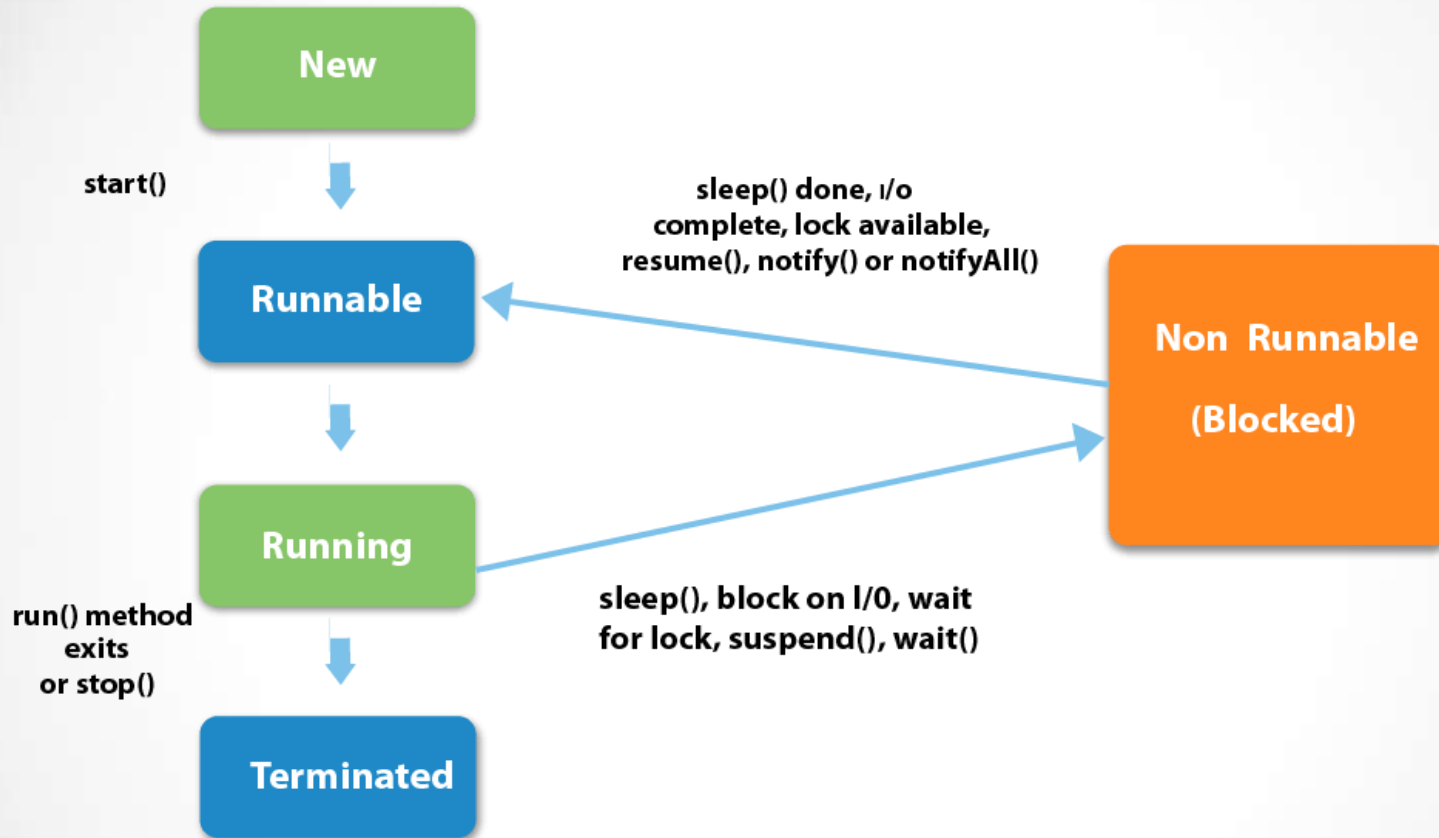 New
start()
sleep() done, I/o
complete, lock available,
resume(), notify() or notifyAll()
Runnable
Non Runnable
(Blocked)
Running
sleep(), block on I/0, wait
for lock, suspend(), wait()
run() method
exits
or stop()
Terminated